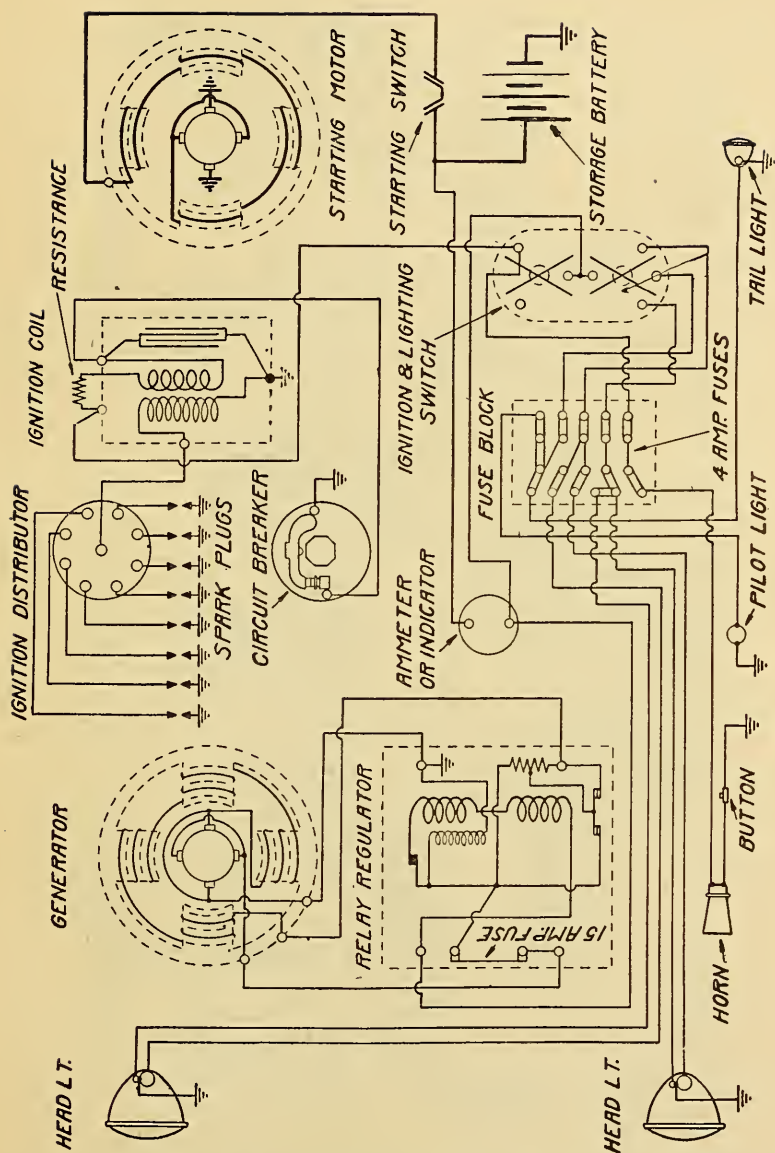 HEAD LT.
GENERATOR
IGNITION DISTRIBUTOR
IGNITION COIL
RESISTANCE
STARTING MOTOR
SPARK PLUGS
CIRCUIT BREAKER
STARTING SWITCH
STORAGE BATTERY
RELAY REGULATOR
15 AMP. FUSE
AMMETER
OR INDICATOR
IGNITION & LIGHTING
SWITCH
FUSE BLOCK
4 AMP. FUSES
TAIL LIGHT
PILOT LIGHT
BUTTON
HORN
HEAD LT.